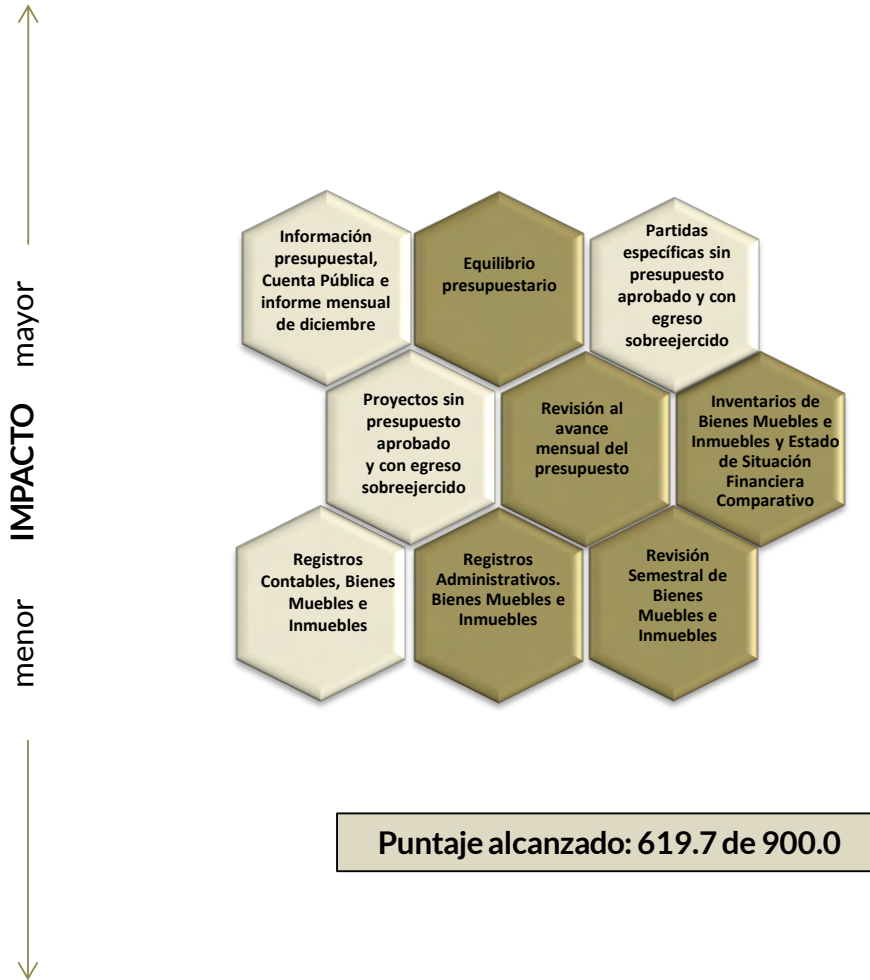 mayor
IMPACTO
menor
Información
presupuestal,
Cuenta Pública e
informe mensual
de diciembre
Equilibrio
presupuestario
Partidas
específicas sin
presupuesto
aprobado y con
egreso
sobreejercido
Proyectos sin
presupuesto
aprobado
y con egreso
sobreejercido
Revisión al
avance
mensual del
presupuesto
Inventarios de
Bienes Muebles e
Inmuebles y Estado
de Situación
Financiera
Comparativo
Registros
Contables, Bienes
Muebles e
Inmuebles
Registros
Administrativos.
Bienes Muebles e
Inmuebles
Revisión
Semestral de
Bienes
Muebles e
Inmuebles
Puntaje alcanzado: 619.7 de 900.0